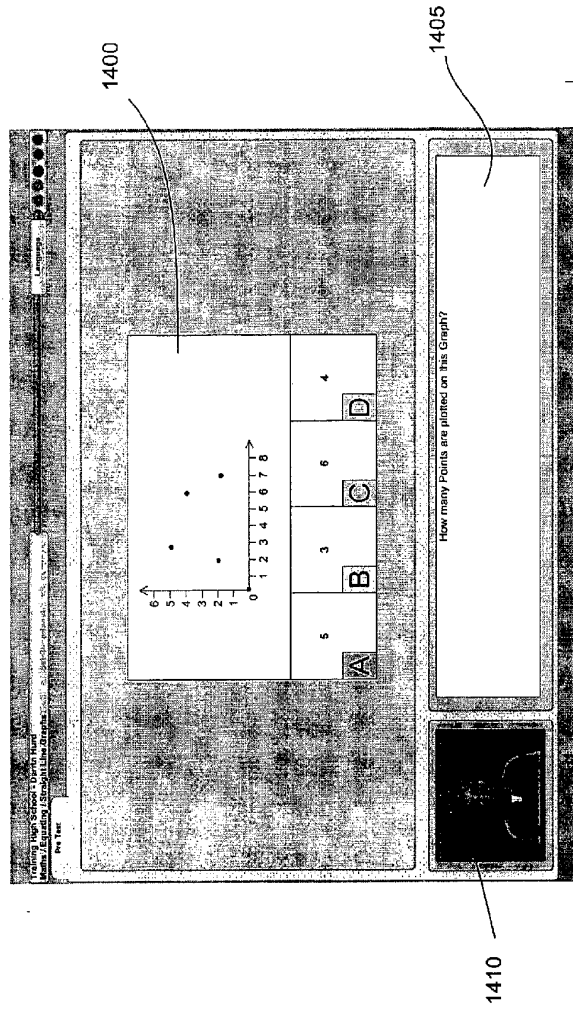 Training High School - Darrin Hund
Maths / Equating / Straight Line Graphs
Language
Pre Test
6
5
4
3
2
1
0
1 2 3 4 5 6 7 8
5 3 6 4
A B C D
How many Points are plotted on this Graph?
1400
1405
1410